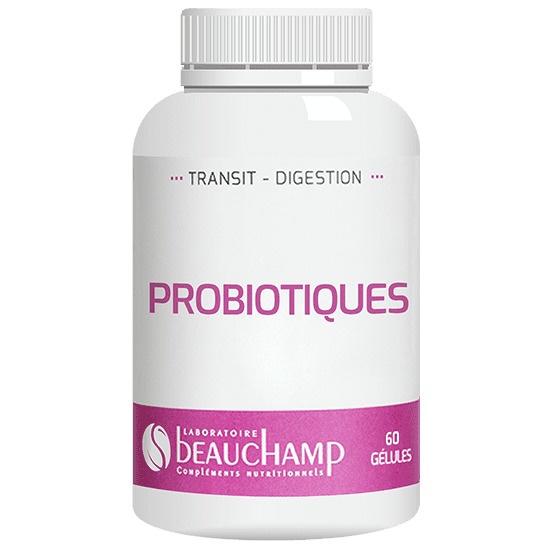 ··· TRANSIT - DIGESTION ···
PROBIOTIQUES
LABORATOIRE
BEAUCHAMP
COMPLÉMENTS NUTRITIONNELS
60
GÉLULES